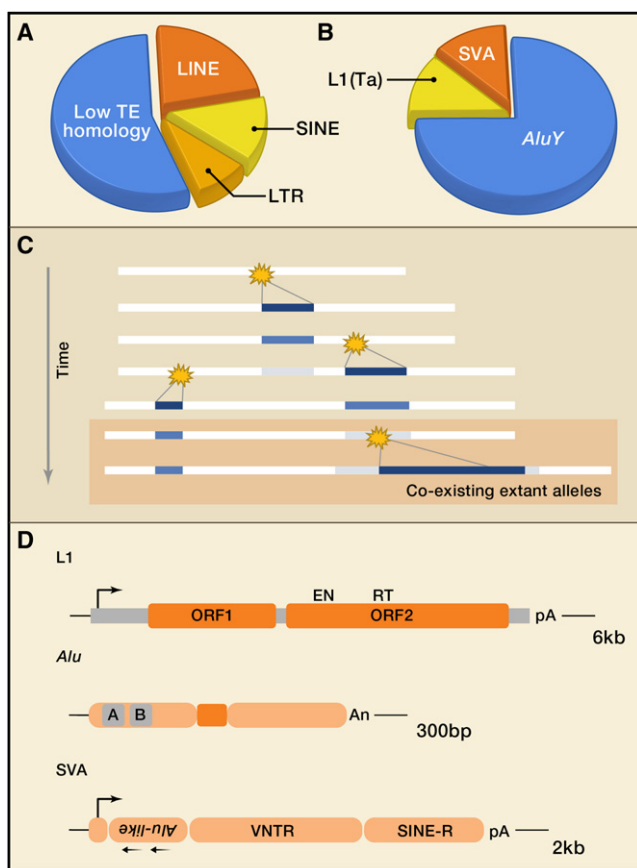 A
LINE
Low TE
homology
SINE
LTR
B
SVA
L1(Ta)
AluY
C
Time
Co-existing extant alleles
D
L1
EN RT
ORF1 ORF2 pA
6kb
Alu
A B An
300bp
SVA
Alu-like VNTR SINE-R pA
2kb